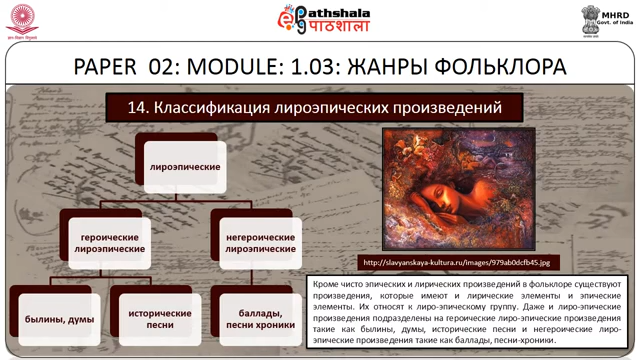 Pathshala
पाठशाला
MHRD
Govt. of India
PAPER 02: MODULE: 1.03: ЖАНРЫ ФОЛЬКЛОРА
14. Классификация лироэпических произведений
лироэпические
героические
лироэпические
негероические
лироэпические
былины, думы
исторические
песни
баллады,
песни хроники
http://slavyanskaya-kultura.ru/images/979ab0dcfb45.jpg
Кроме чисто эпических и лирических произведений в фольклоре существуют
произведения, которые имеют и лирические элементы и эпические
элементы. Их относят к лиро-эпическому группу. Даже и лиро-эпические
произведения подразделены на героические лиро-эпические произведения
такие как былины, думы, исторические песни и негероические лиро-
эпические произведения такие как баллады, песни-хроники.